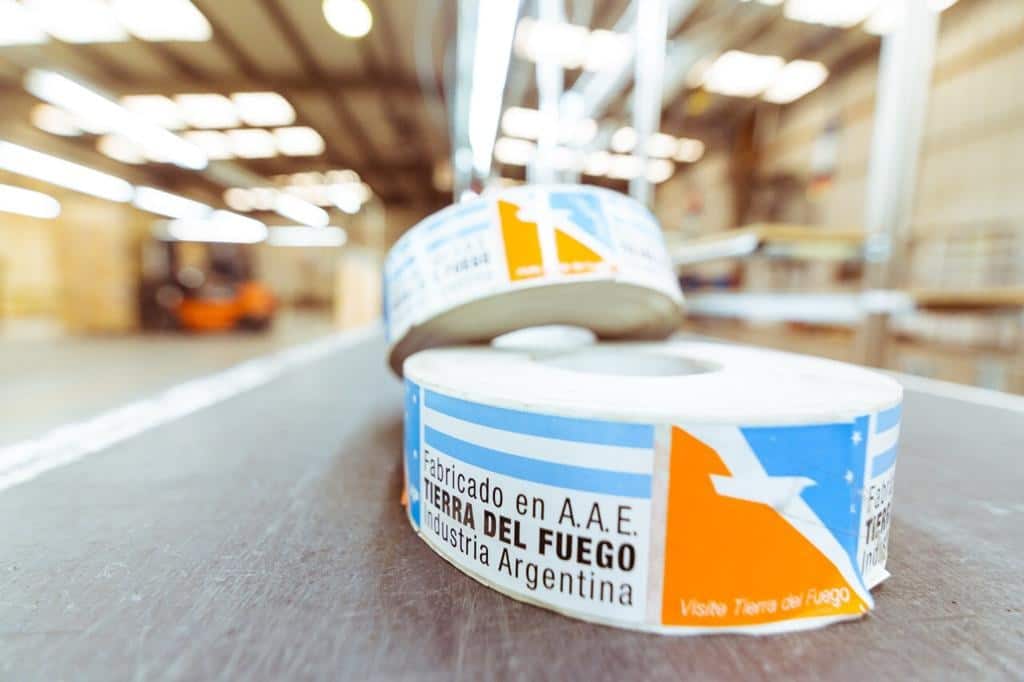 Fabricado en A.A.E.
TIERRA DEL FUEGO
Industria Argentina
Visite Tierra del Fuego